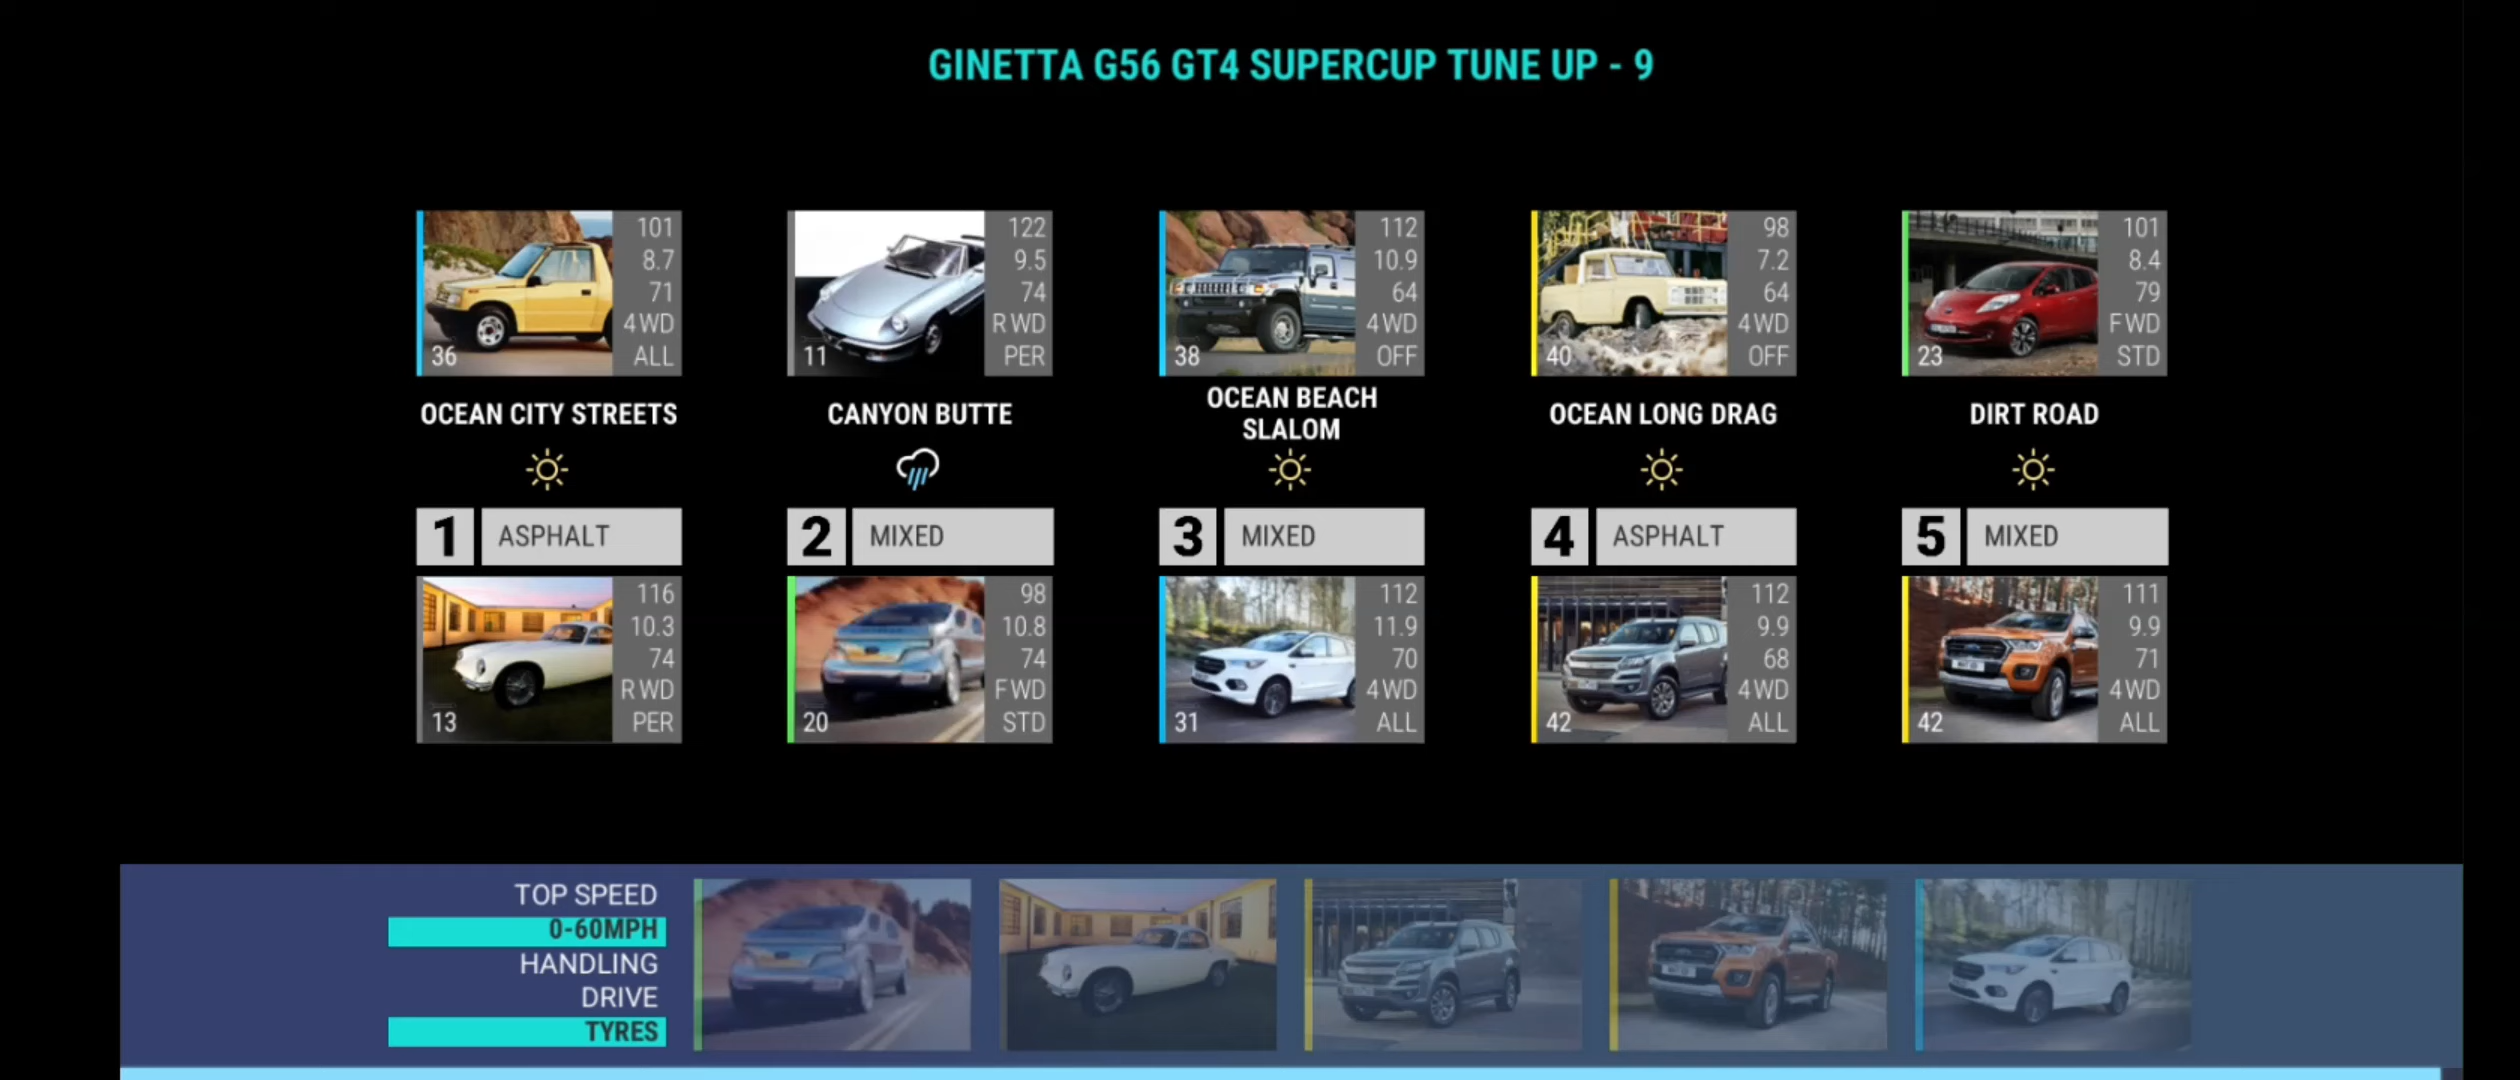 GINETTA G56 GT4 SUPERCUP TUNE UP - 9
101
8.7
71
4WD
ALL
36
122
9.5
74
RWD
PER
11
112
10.9
64
4WD
OFF
38
98
7.2
64
4WD
OFF
40
101
8.4
79
FWD
STD
23
OCEAN CITY STREETS
CANYON BUTTE
OCEAN BEACH
SLALOM
OCEAN LONG DRAG
DIRT ROAD
1 ASPHALT
2 MIXED
3 MIXED
4 ASPHALT
5 MIXED
116
10.3
74
RWD
PER
13
98
10.8
74
FWD
STD
20
112
11.9
70
4WD
ALL
31
112
9.9
68
4WD
ALL
42
111
9.9
71
4WD
ALL
42
TOP SPEED
0-60MPH
HANDLING
DRIVE
TYRES